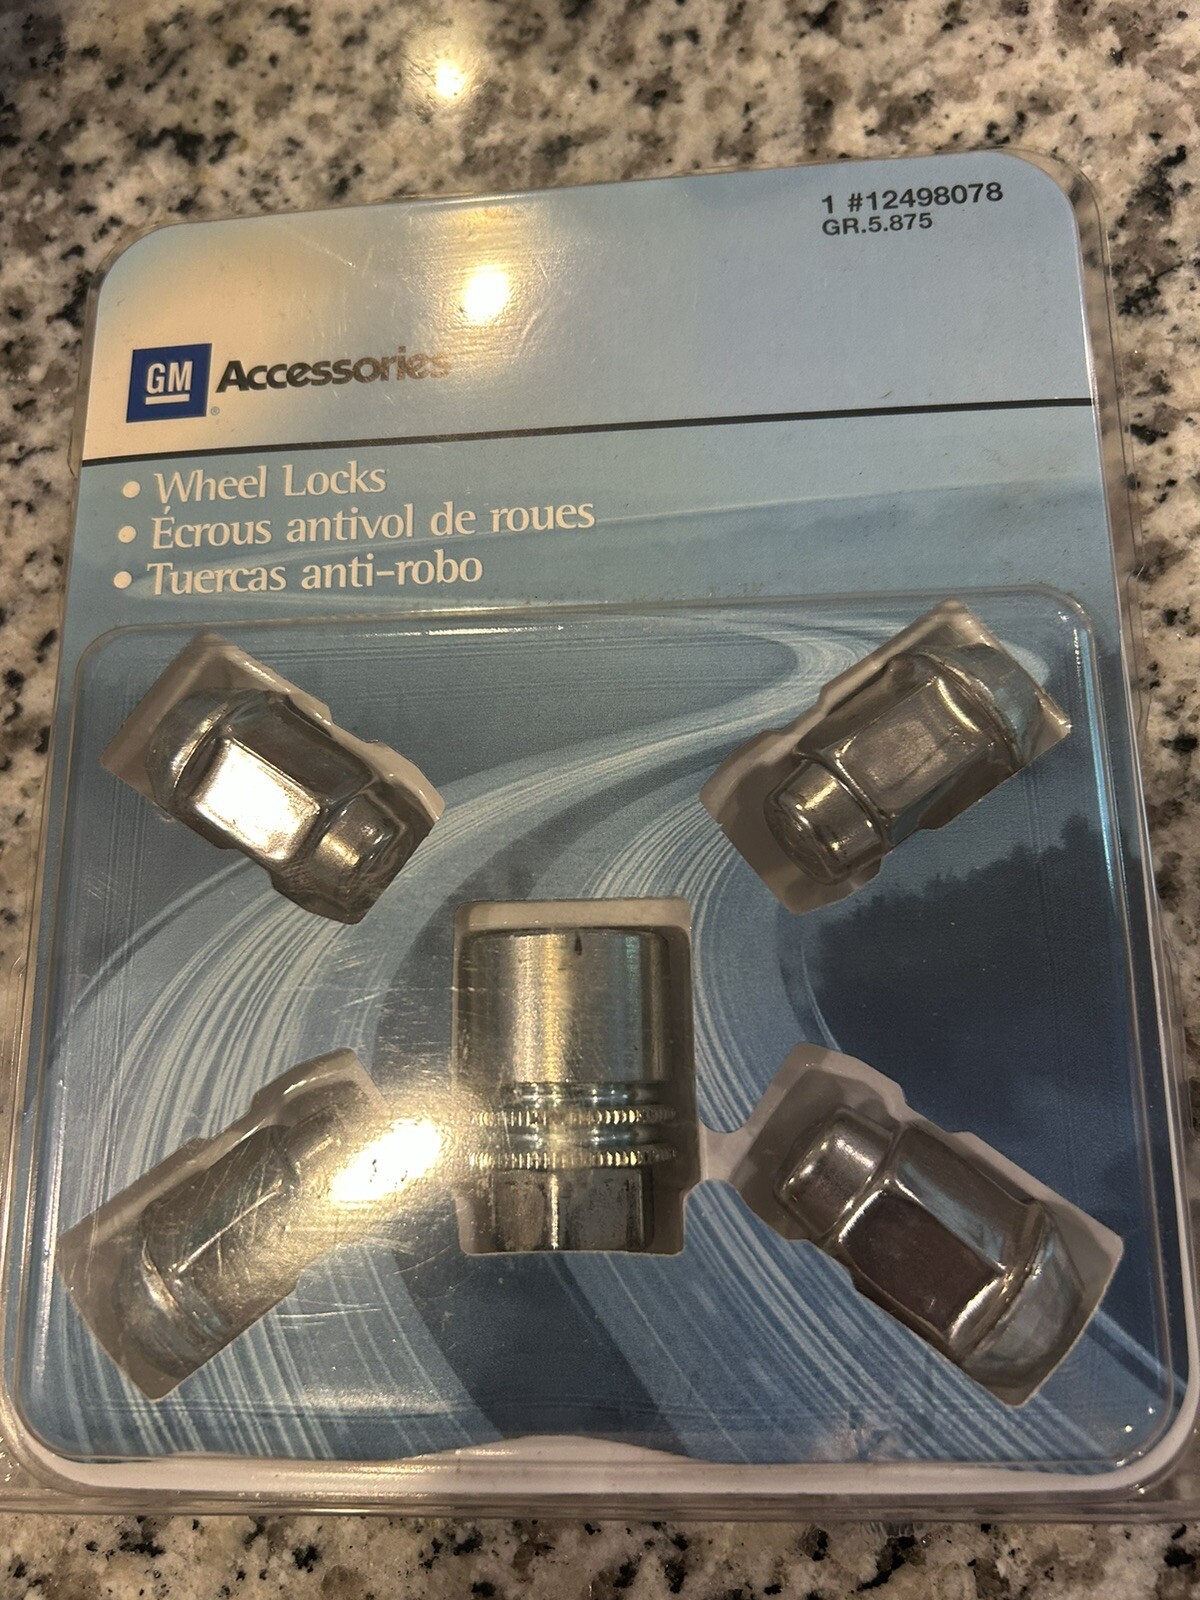 1 #12498078
GR.5.875
GM Accessories
®
• Wheel Locks
• Écrous antivol de roues
• Tuercas anti-robo